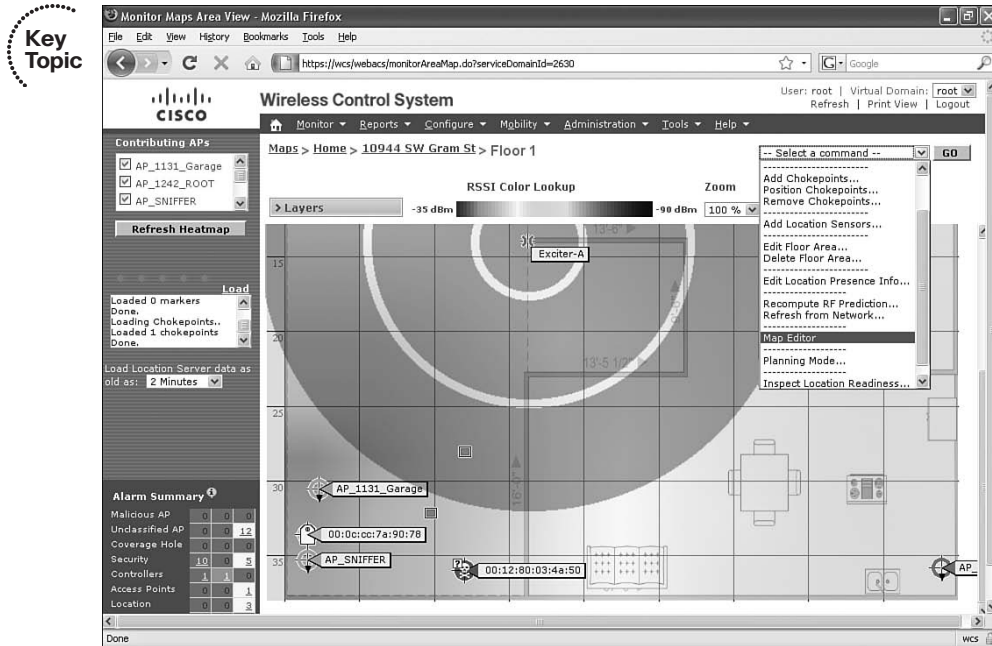 Key
Topic
Monitor Maps Area View - Mozilla Firefox
File Edit View History Bookmarks Tools Help
https://wcs/webacs/monitorAreaMap.do?serviceDomainId=2630
G Google
CISCO
Wireless Control System
User: root | Virtual Domain: root
Refresh | Print View | Logout
Monitor Reports Configure Mobility Administration Tools Help
Contributing APs
AP_1131_Garage
AP_1242_ROOT
AP_SNIFFER
Refresh Heatmap
Load
Loaded 0 markers
Done.
Loading Chokepoints..
Loaded 1 chokepoints
Done.
Load Location Server data as
old as: 2 Minutes
Alarm Summary
Malicious AP 0 0 0
Unclassified AP 0 0 12
Coverage Hole 0 0 0
Security 10 0 5
Controllers 1 1 0
Access Points 0 0 1
Location 0 0 3
Maps > Home > 10944 SW Gram St > Floor 1
-- Select a command -- GO
RSSI Color Lookup
Zoom
> Layers
-35 dBm
-90 dBm
100 %
------------------------
Add Chokepoints...
Position Chokepoints...
Remove Chokepoints...
------------------------
Add Location Sensors...
------------------------
Edit Floor Area...
Delete Floor Area...
------------------------
Edit Location Presence Info...
-------------------
Recompute RF Prediction...
Refresh from Network...
-------------------
Map Editor
-------------------
Planning Mode...
-------------------
Inspect Location Readiness...
13'-6"
Exciter-A
15
20
13'-5 1/2"
25
30
AP_1131_Garage
16'-0"
00:0c:cc:7a:90:78
35
AP_SNIFFER
00:12:80:03:4a:50
AP_
Done
wcs